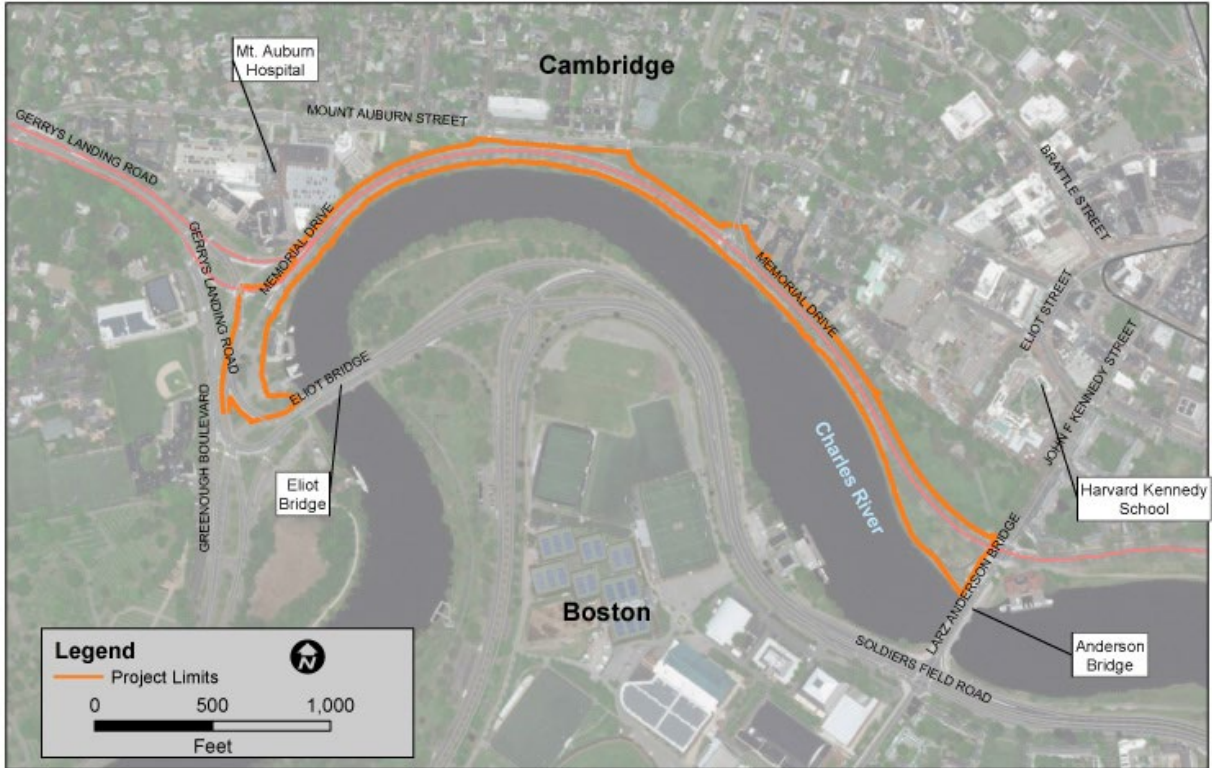 Mt. Auburn
Hospital
Cambridge
MOUNT AUBURN STREET
GERRYS LANDING ROAD
BRATTLE STREET
GERRYS LANDING ROAD
MEMORIAL DRIVE
MEMORIAL DRIVE
ELIOT STREET
JOHN F KENNEDY STREET
ELIOT BRIDGE
GREENOUGH BOULEVARD
Charles River
Eliot
Bridge
Harvard Kennedy
School
LARZ ANDERSON BRIDGE
Boston
SOLDIERS FIELD ROAD
Anderson
Bridge
Legend
N
Project Limits
0 500 1,000
Feet